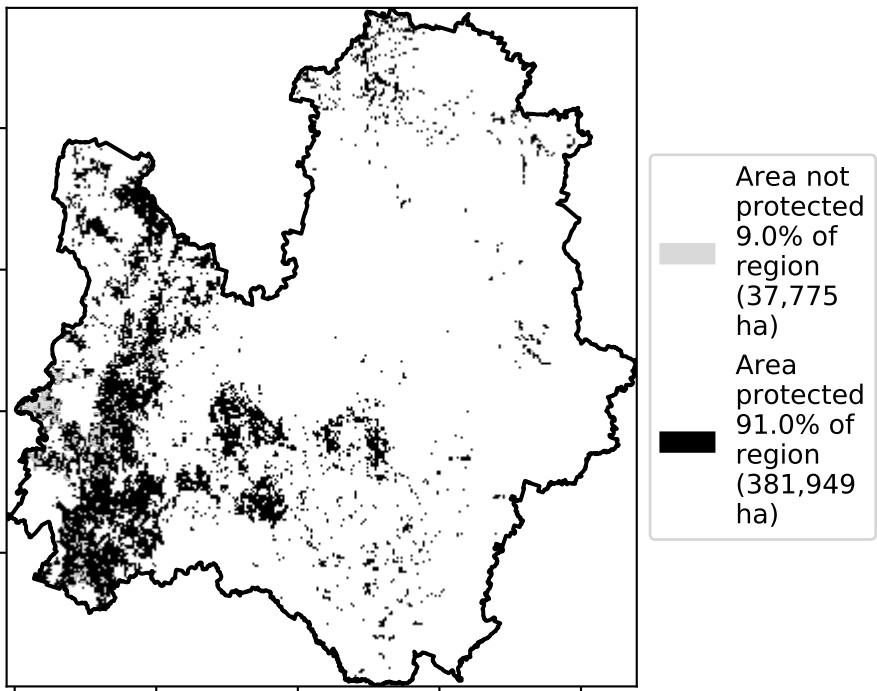 Area not
protected
9.0% of
region
(37,775
ha)
Area
protected
91.0% of
region
(381,949
ha)